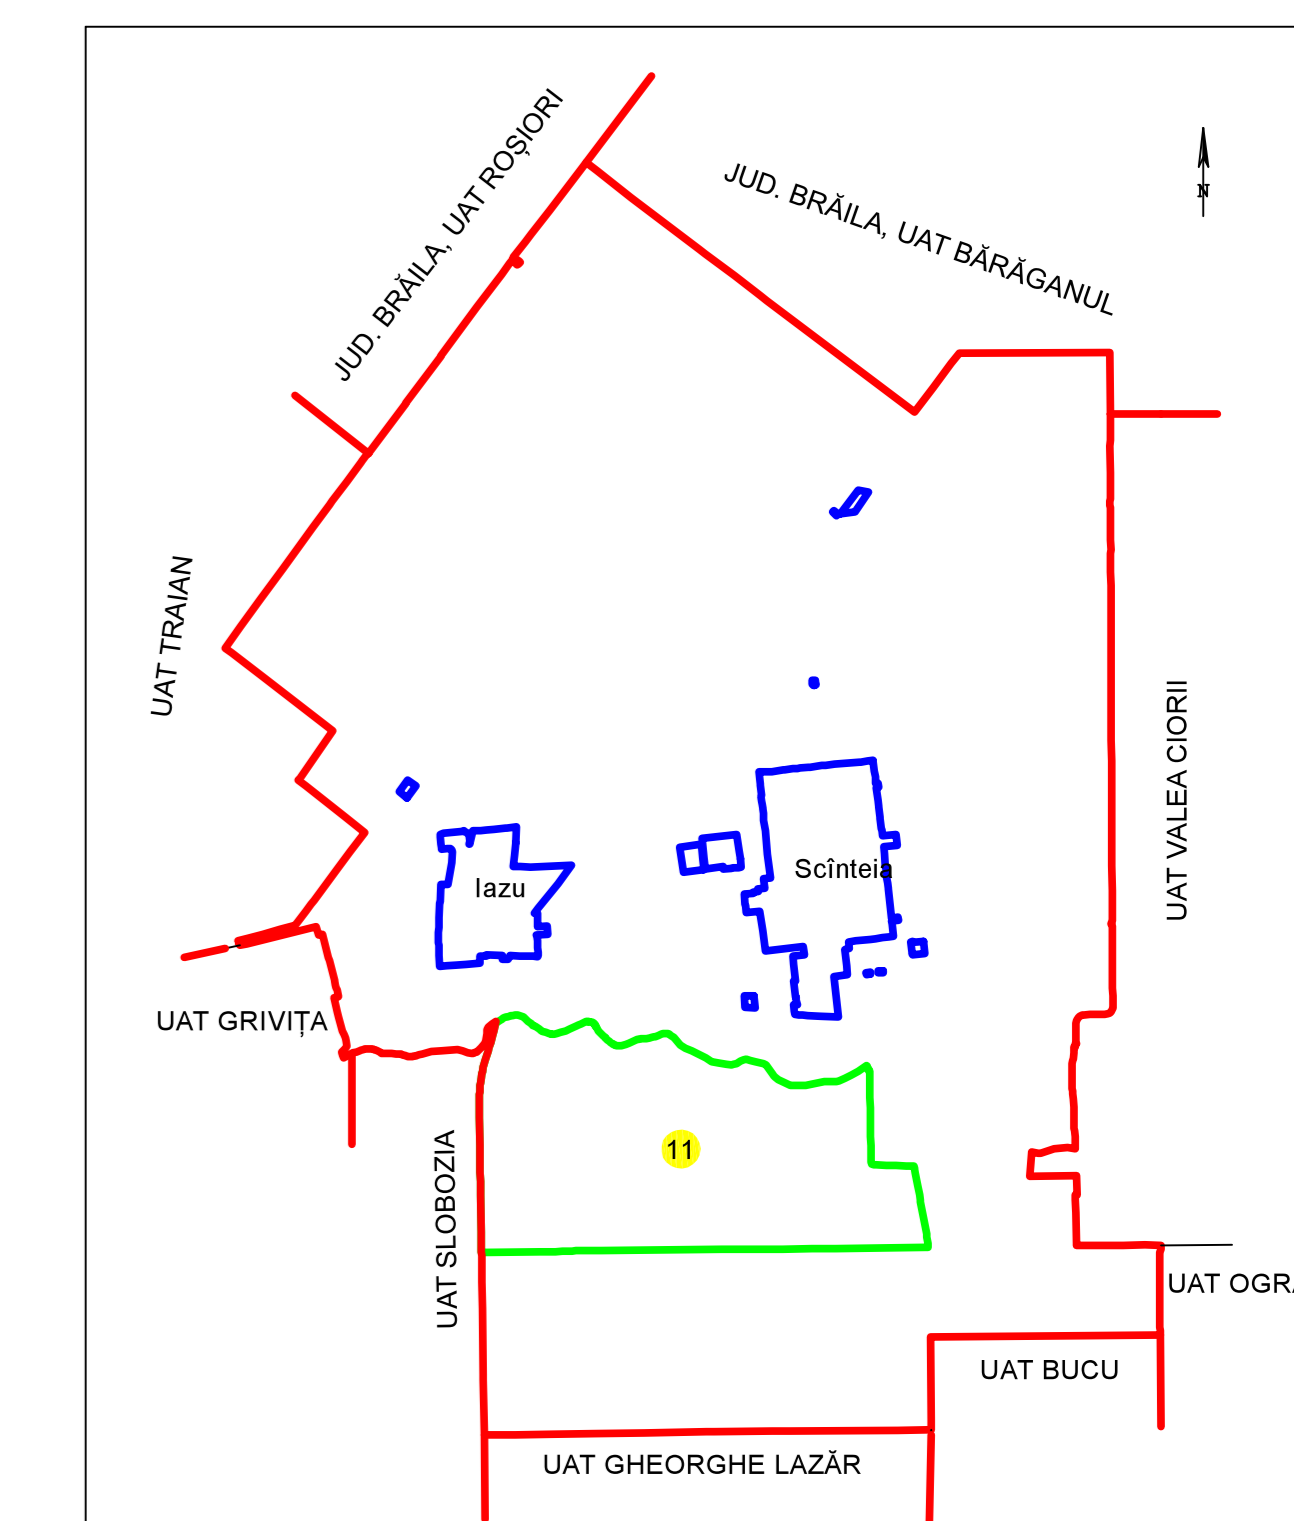 JUD. BRĂILA, UAT ROȘIORI
JUD. BRĂILA, UAT BĂRĂGANUL
N
UAT TRAIAN
UAT VALEA CIORII
Scînteia
Iazu
UAT GRIVIȚA
11
UAT SLOBOZIA
UAT OGRA
UAT BUCU
UAT GHEORGHE LAZĂR